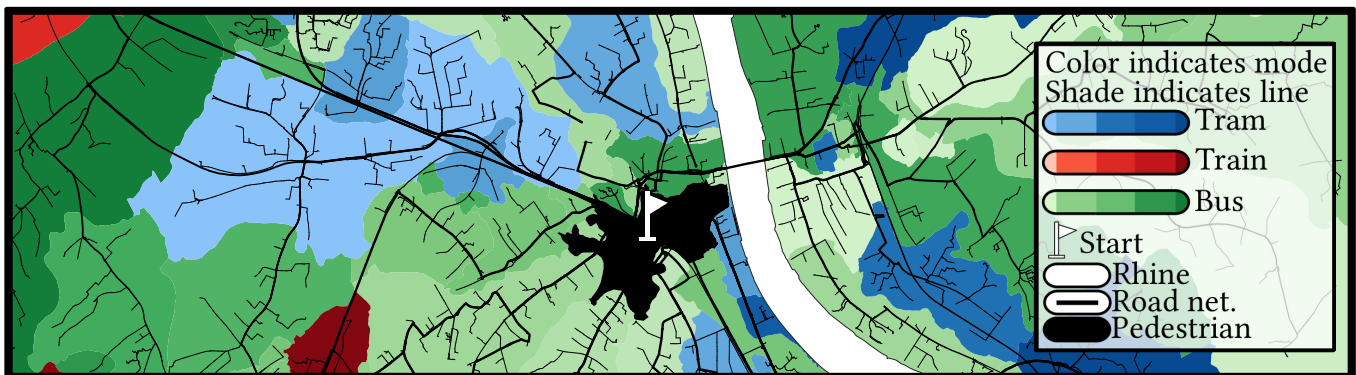 Color indicates mode
Shade indicates line
Tram
Train
Bus
Start
Rhine
Road net.
Pedestrian